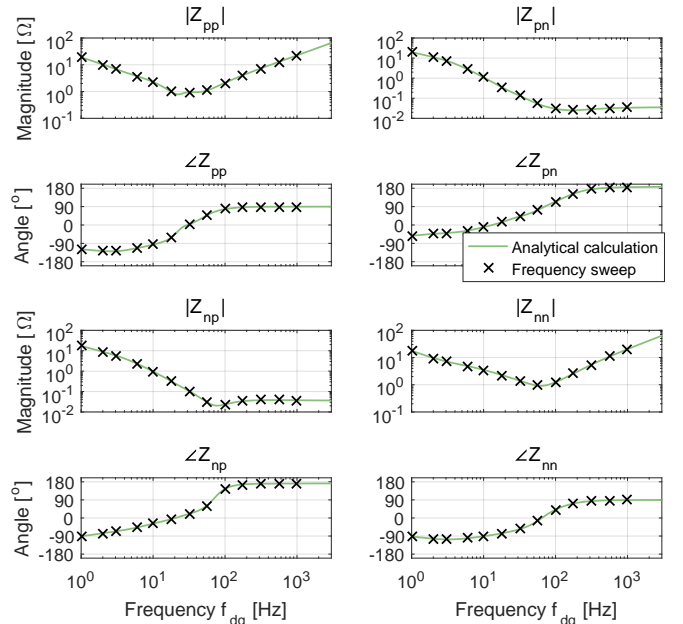 |Z_pp|
Magnitude [Ω]
10^2
10^1
10^0
10^-1
|Z_pn|
10^2
10^1
10^0
10^-1
10^-2
∠Z_pp
Angle [°]
180
90
0
-90
-180
∠Z_pn
180
90
0
-90
-180
Analytical calculation
Frequency sweep
|Z_np|
Magnitude [Ω]
10^2
10^1
10^0
10^-1
10^-2
|Z_nn|
10^2
10^1
10^0
10^-1
∠Z_np
Angle [°]
180
90
0
-90
-180
10^0 10^1 10^2 10^3
Frequency f_dq [Hz]
∠Z_nn
180
90
0
-90
-180
10^0 10^1 10^2 10^3
Frequency f_dq [Hz]